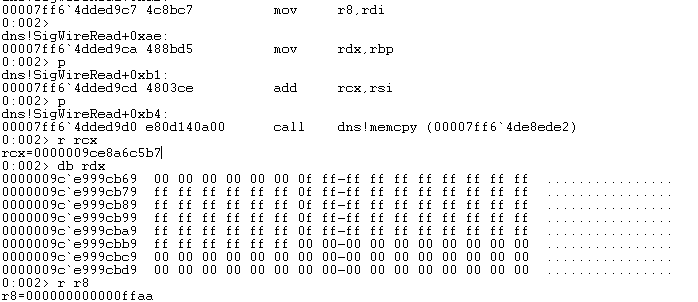 00007ff6`4dded9c7 4c8bc7 mov r8,rdi
0:002>
dns!SigWireRead+0xae:
00007ff6`4dded9ca 488bd5 mov rdx,rbp
0:002> p
dns!SigWireRead+0xb1:
00007ff6`4dded9cd 4803ce add rcx,rsi
0:002> p
dns!SigWireRead+0xb4:
00007ff6`4dded9d0 e80d140a00 call dns!memcpy (00007ff6`4de8ede2)
0:002> r rcx
rcx=0000009ce8a6c5b7
0:002> db rdx
0000009c`e999cb69 00 00 00 00 00 00 0f ff-ff ff ff ff ff ff ff ff ................
0000009c`e999cb79 ff ff ff ff ff ff 0f ff-ff ff ff ff ff ff ff ff ................
0000009c`e999cb89 ff ff ff ff ff ff 0f ff-ff ff ff ff ff ff ff ff ................
0000009c`e999cb99 ff ff ff ff ff ff 0f ff-ff ff ff ff ff ff ff ff ................
0000009c`e999cba9 ff ff ff ff ff ff 0f ff-ff ff ff ff ff ff ff ff ................
0000009c`e999cbb9 ff ff ff ff ff ff 00 00-00 00 00 00 00 00 00 00 ................
0000009c`e999cbc9 00 00 00 00 00 00 00 00-00 00 00 00 00 00 00 00 ................
0000009c`e999cbd9 00 00 00 00 00 00 00 00-00 00 00 00 00 00 00 00 ................
0:002> r r8
r8=000000000000ffaa